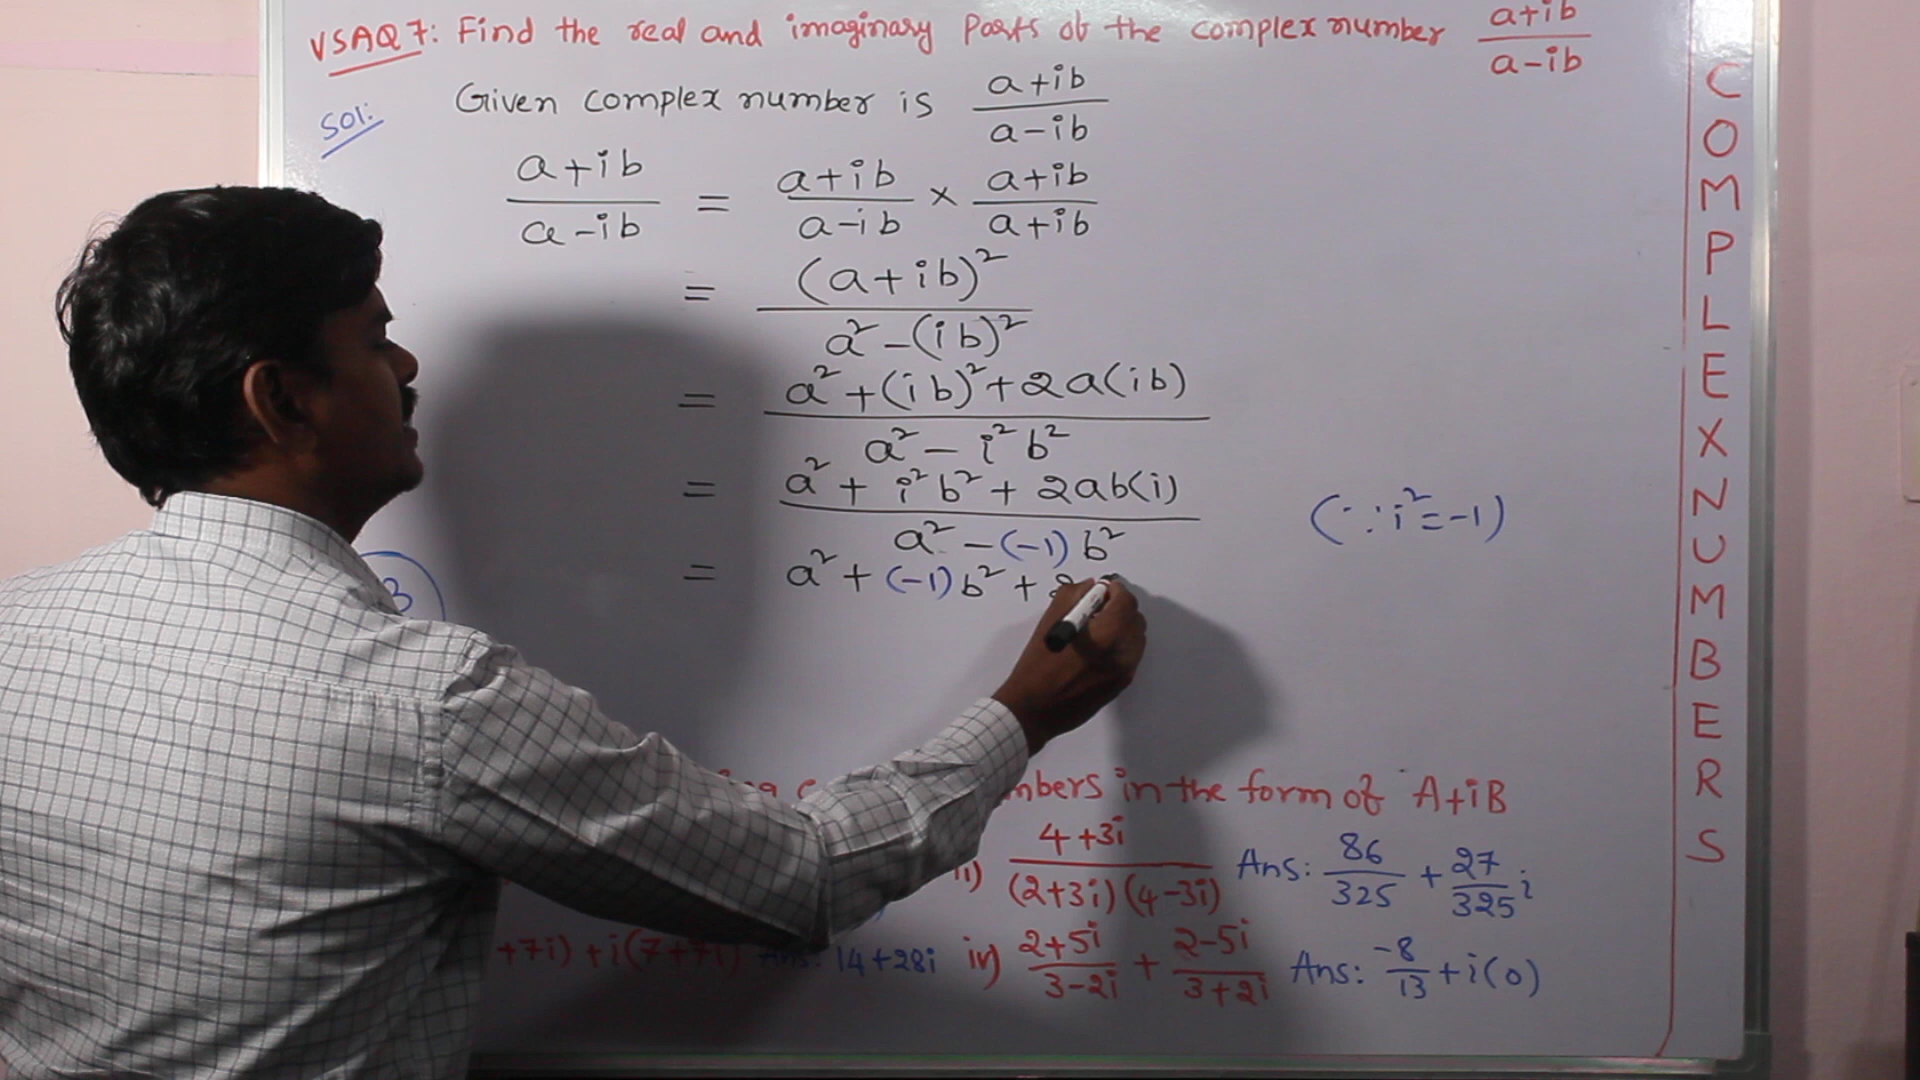 VSAQ 7: Find the real and imaginary parts of the complex number a+ib / a-ib
Sol: Given complex number is a+ib / a-ib
a+ib / a-ib = a+ib / a-ib × a+ib / a+ib
= (a+ib)² / a²-(ib)²
= a²+(ib)²+2a(ib) / a²-i²b²
= a²+i²b²+2ab(i) / a²-(-1)b² (∵i²=-1)
= a²+(-1)b²+2
3
in the form of A+iB
4+3i / (2+3i)(4-3i) Ans: 86/325 + 27/325 i
+7i)+i(7+7i) Ans: 14+28i iv) 2+5i / 3-2i + 2-5i / 3+2i Ans: -8/13 +i(0)
COMPLEX NUMBERS